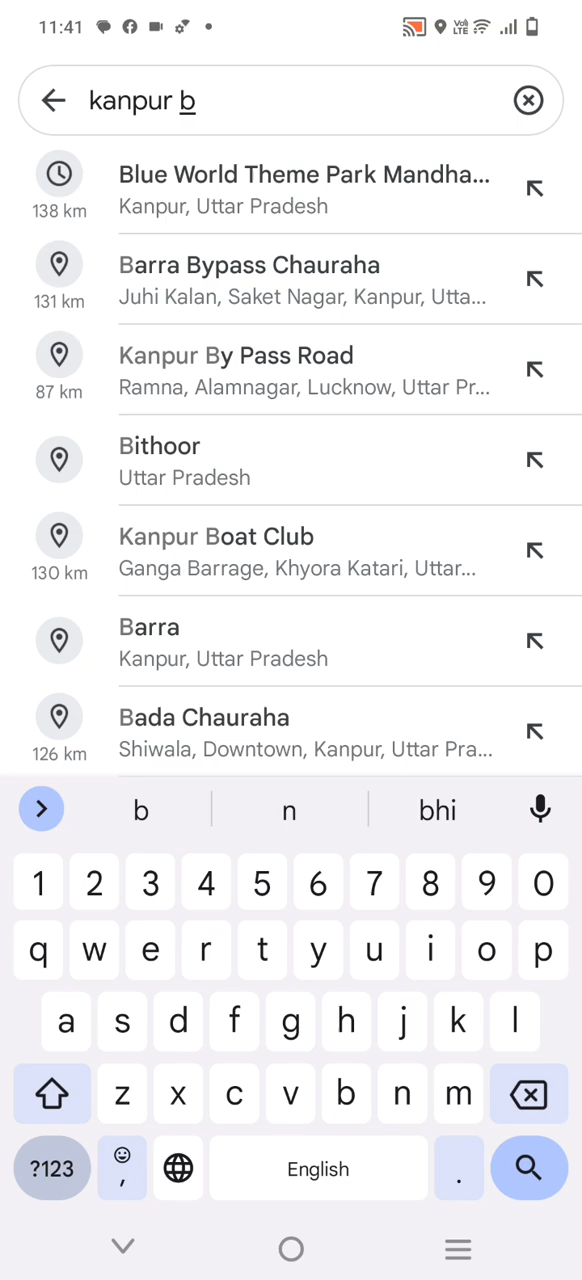 11:41
Vo) LTE
kanpur b
Blue World Theme Park Mandha...
138 km
Kanpur, Uttar Pradesh
Barra Bypass Chauraha
131 km
Juhi Kalan, Saket Nagar, Kanpur, Utta...
Kanpur By Pass Road
87 km
Ramna, Alamnagar, Lucknow, Uttar Pr...
Bithoor
Uttar Pradesh
Kanpur Boat Club
130 km
Ganga Barrage, Khyora Katari, Uttar...
Barra
Kanpur, Uttar Pradesh
Bada Chauraha
126 km
Shiwala, Downtown, Kanpur, Uttar Pra...
b n bhi
1 2 3 4 5 6 7 8 9 0
q w e r t y u i o p
a s d f g h j k l
z x c v b n m
?123 , English .